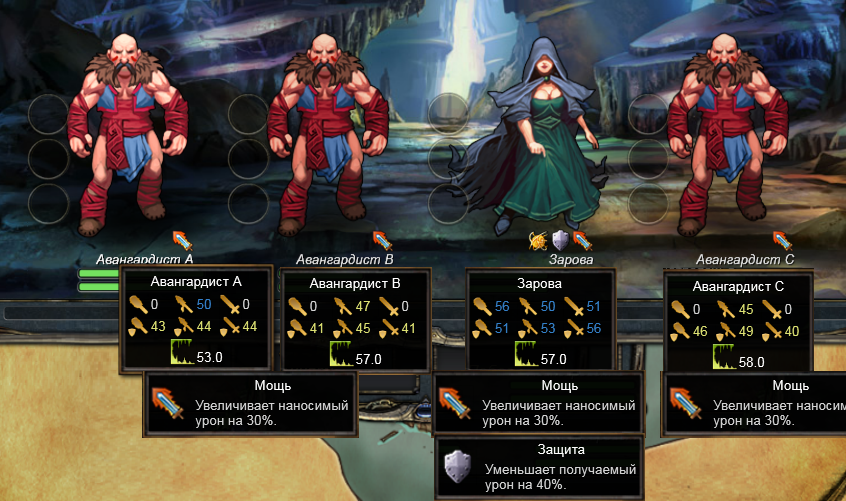 Авангардист А
Авангардист В
Зарова
Авангардист С
Авангардист А
0 50 0
43 44 44
53.0
Авангардист В
0 47 0
41 45 41
57.0
Зарова
56 50 51
51 53 56
57.0
Авангардист С
0 45 0
46 49 40
58.0
Мощь
Увеличивает наносимый
урон на 30%.
Мощь
Увеличивает наносимый
урон на 30%.
Мощь
Увеличивает наносим
урон на 30%.
Защита
Уменьшает получаемый
урон на 40%.